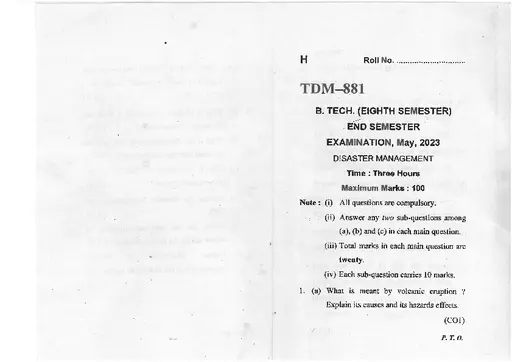 H Roll No. ..............................
TDM–881
B. TECH. (EIGHTH SEMESTER)
END SEMESTER
EXAMINATION, May, 2023
DISASTER MANAGEMENT
Time : Three Hours
Maximum Marks : 100
Note : (i) All questions are compulsory.
(ii) Answer any two sub-questions among
(a), (b) and (c) in each main question.
(iii) Total marks in each main question are
twenty.
(iv) Each sub-question carries 10 marks.
1. (a) What is meant by volcanic eruption ?
Explain its causes and its hazards effects.
(CO1)
P. T. O.